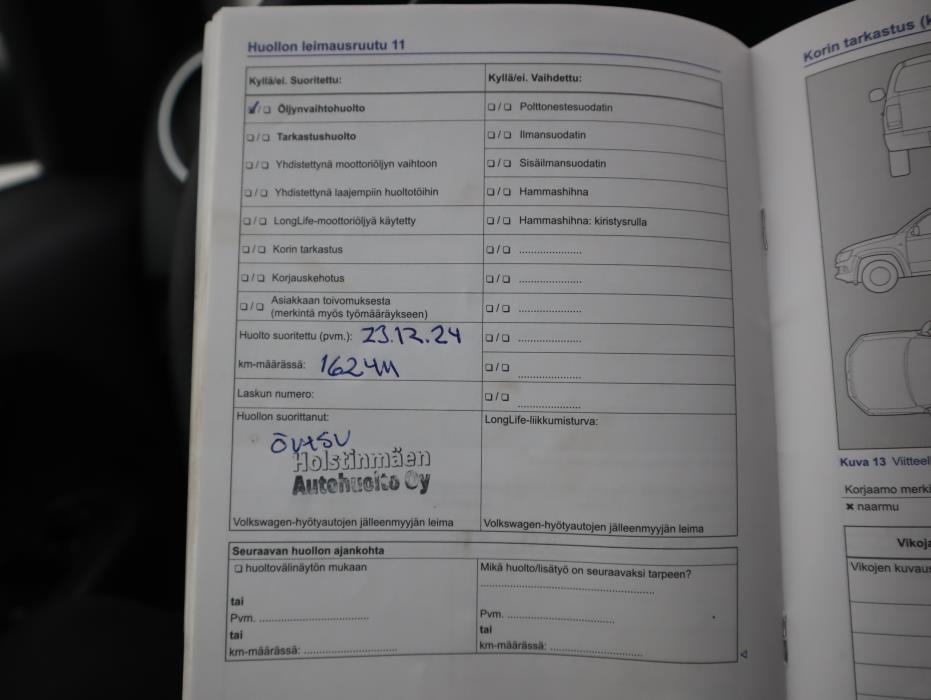 Huollon leimausruutu 11
Kyllä/ei. Suoritettu:
☑/❏ Öljynvaihtohuolto
❏/❏ Tarkastushuolto
❏/❏ Yhdistettynä moottoriöljyn vaihtoon
❏/❏ Yhdistettynä laajempiin huoltotöihin
❏/❏ LongLife-moottoriöljyä käytetty
❏/❏ Korin tarkastus
❏/❏ Korjauskehotus
❏/❏ Asiakkaan toivomuksesta
(merkintä myös työmääräykseen)
Huolto suoritettu (pvm.): 23.12.24
km-määrässä:
Laskun numero:
Huollon suorittanut:
Holstinmäen
Autohuolto Oy
Volkswagen-hyötyautojen jälleenmyyjän leima
Kyllä/ei. Vaihdettu:
❏/❏ Polttonestesuodatin
❏/❏ Ilmansuodatin
❏/❏ Sisäilmansuodatin
❏/❏ Hammashihna
❏/❏ Hammashihna: kiristysrulla
❏/❏ .....................
❏/❏ .....................
❏/❏ .....................
❏/❏ .....................
❏/❏ .....................
❏/❏ .....................
LongLife-liikkumisturva:
Volkswagen-hyötyautojen jälleenmyyjän leima
Seuraavan huollon ajankohta
❏ huoltovälinäytön mukaan
tai
Pvm. .....................
tai
km-määrässä: .....................
Mikä huolto/lisätyö on seuraavaksi tarpeen?
.....................
Pvm. .....................
tai
km-määrässä: .....................
Korin tarkastus
Kuva 13
Korjaamo
✖ naarmu
Vikojen